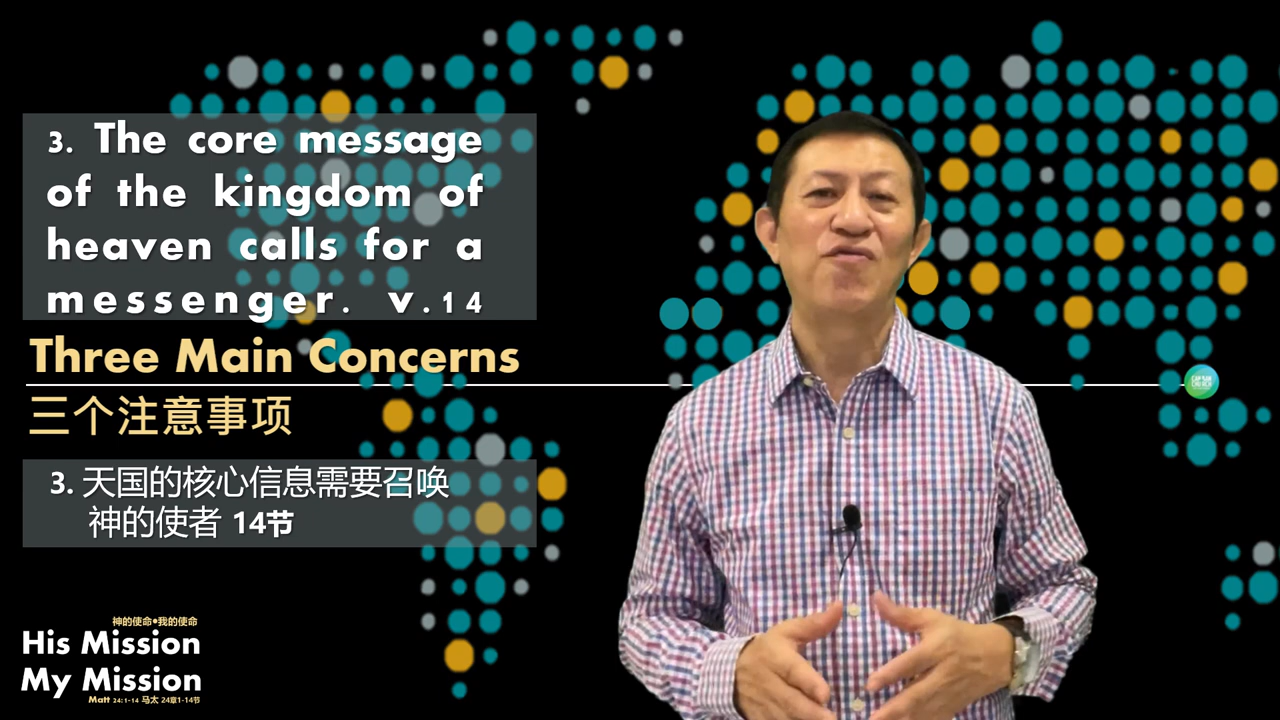 3. The core message
of the kingdom of
heaven calls for a
messenger. v.14
Three Main Concerns
三个注意事项
3. 天国的核心信息需要召唤
神的使者 14节
神的使命•我的使命
His Mission
My Mission
Matt 24:1-14 马太 24章1-14节